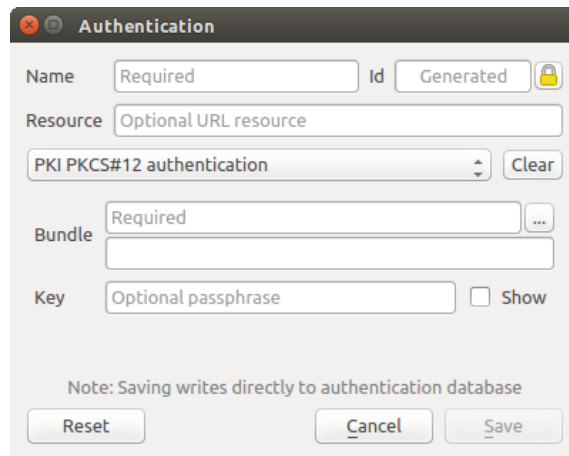 Authentication
Name Required Id Generated
Resource Optional URL resource
PKI PKCS#12 authentication Clear
Required ...
Bundle
Key Optional passphrase Show
Note: Saving writes directly to authentication database
Reset Cancel Save